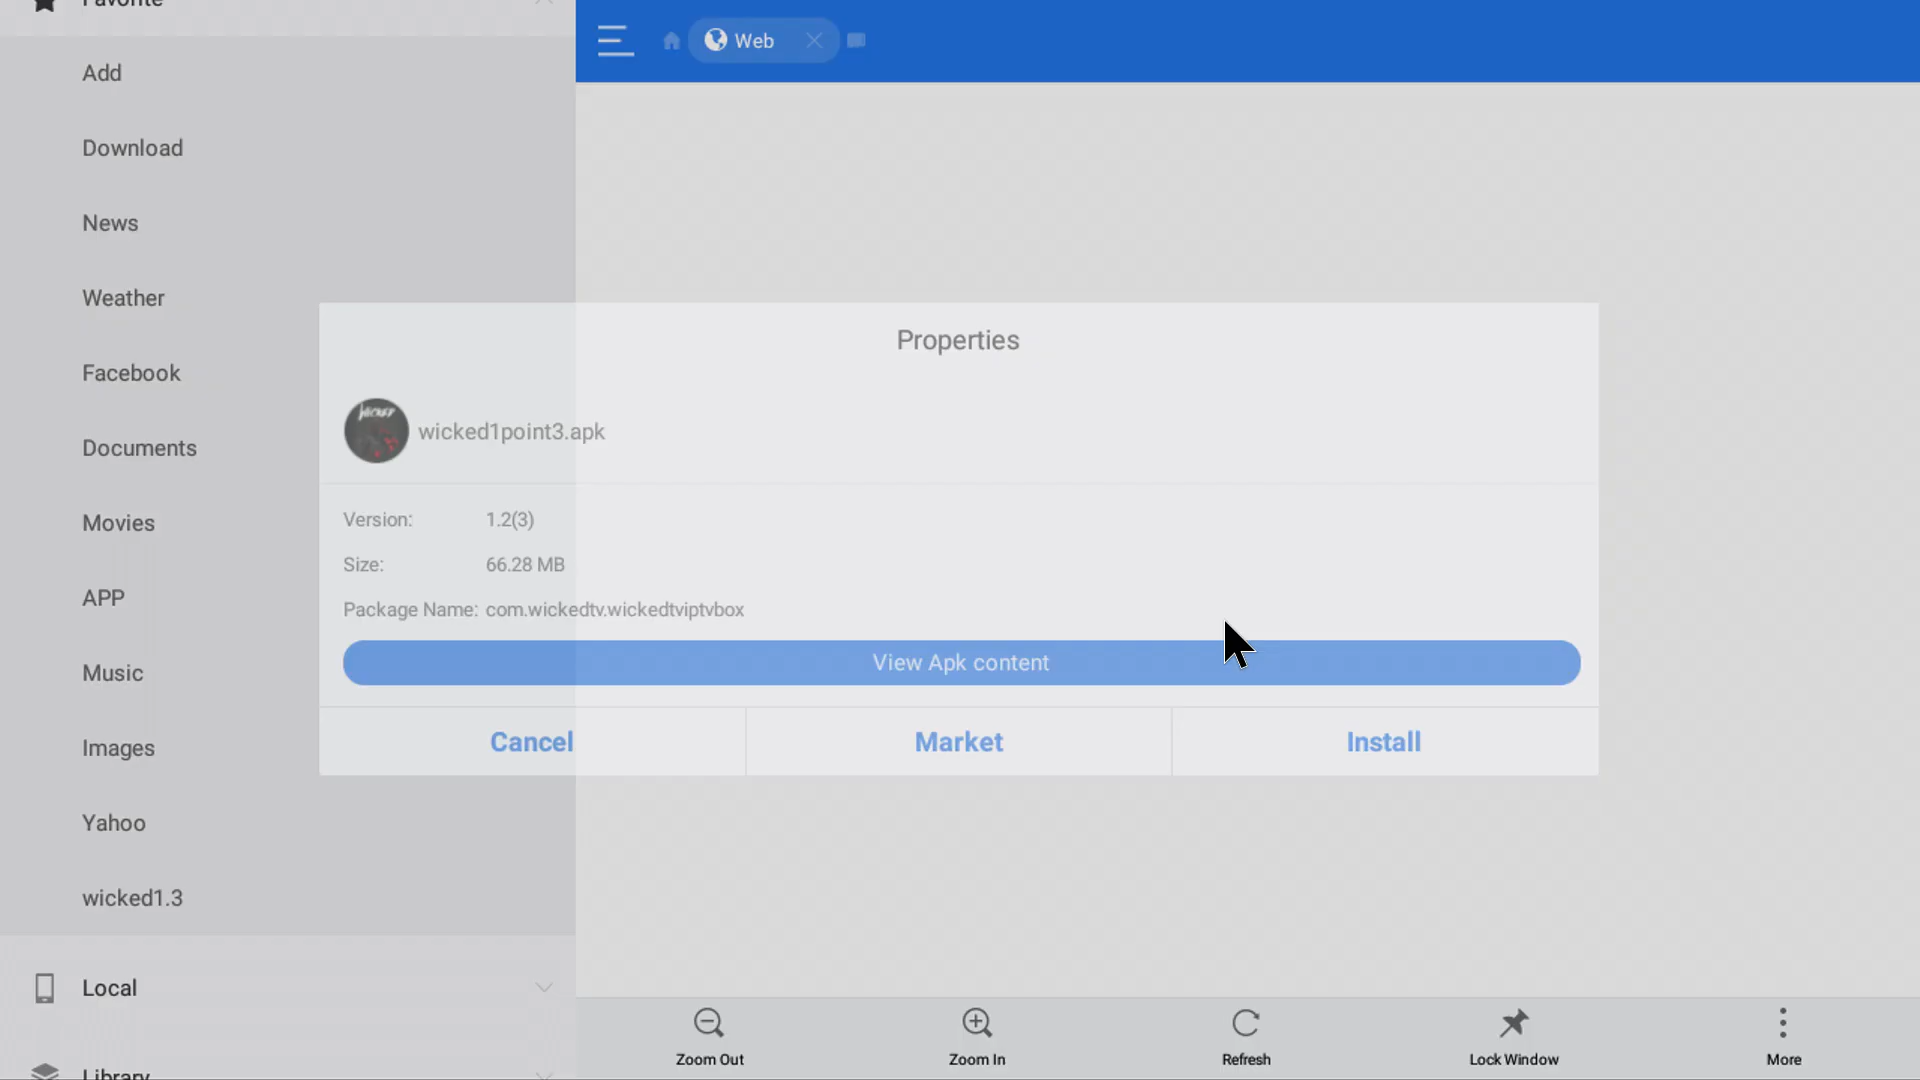 Favorite
Add
Download
News
Weather
Facebook
Documents
Movies
APP
Music
Images
Yahoo
wicked1.3
Local
Library
Web
Properties
WICKED
wicked1point3.apk
Version: 1.2(3)
Size: 66.28 MB
Package Name: com.wickedtv.wickedtviptvbox
View Apk content
Cancel Market Install
Zoom Out Zoom In Refresh Lock Window More